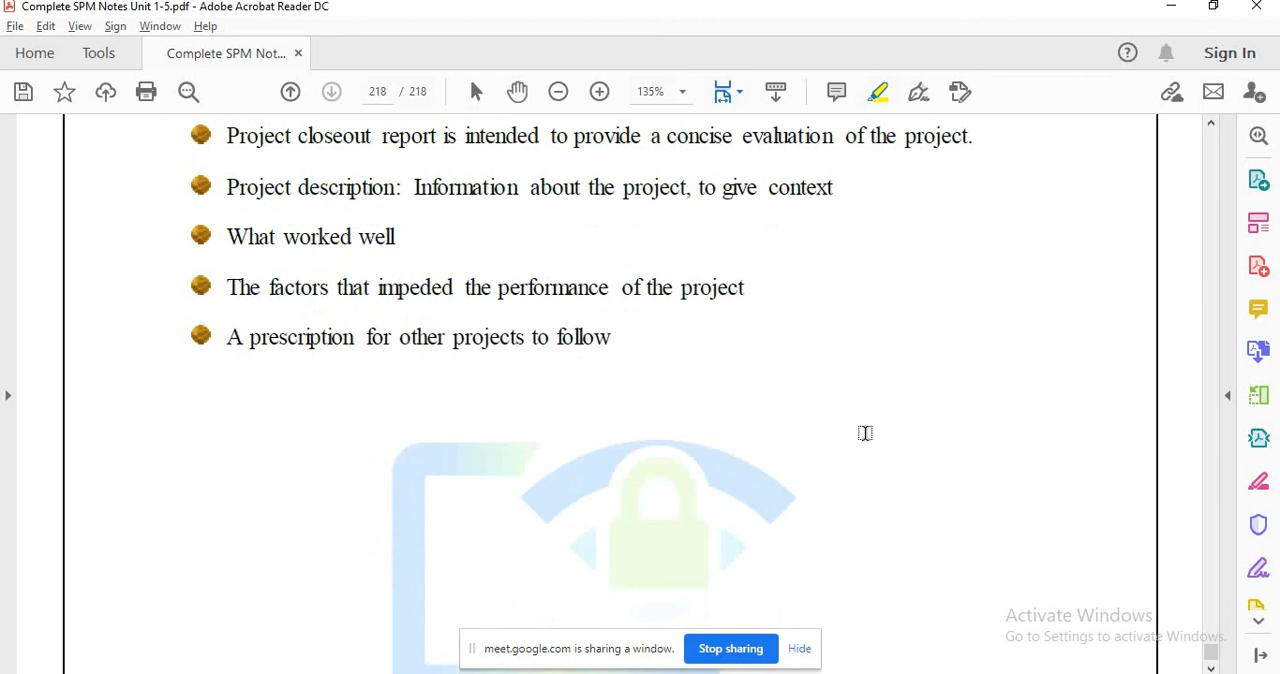 Complete SPM Notes Unit 1-5.pdf - Adobe Acrobat Reader DC
File Edit View Sign Window Help
Home Tools Complete SPM Not... × Sign In
218 / 218 135%
Project closeout report is intended to provide a concise evaluation of the project.
Project description: Information about the project, to give context
What worked well
The factors that impeded the performance of the project
A prescription for other projects to follow
Activate Windows
Go to Settings to activate Windows.
meet.google.com is sharing a window. Stop sharing Hide